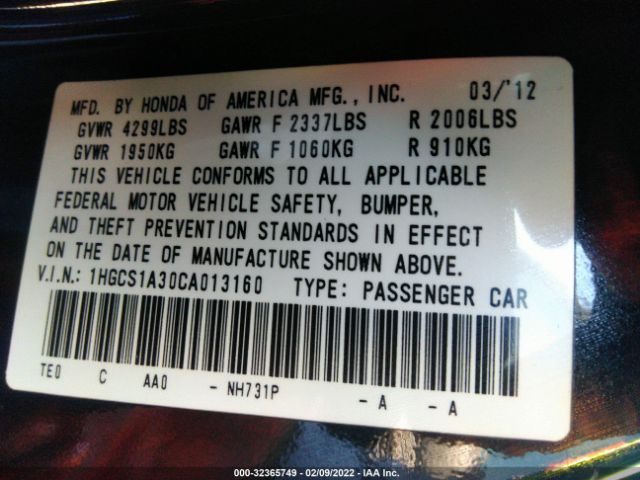 MFD. BY HONDA OF AMERICA MFG., INC. 03/'12
GVWR 4299LBS GAWR F 2337LBS R 2006LBS
GVWR 1950KG GAWR F 1060KG R 910KG
THIS VEHICLE CONFORMS TO ALL APPLICABLE
FEDERAL MOTOR VEHICLE SAFETY, BUMPER,
AND THEFT PREVENTION STANDARDS IN EFFECT
ON THE DATE OF MANUFACTURE SHOWN ABOVE.
V.I.N.: 1HGCS1A30CA013160 TYPE: PASSENGER CAR
TE0 C AA0 - NH731P - A - A
000-32365749 - 02/09/2022 - IAA Inc.